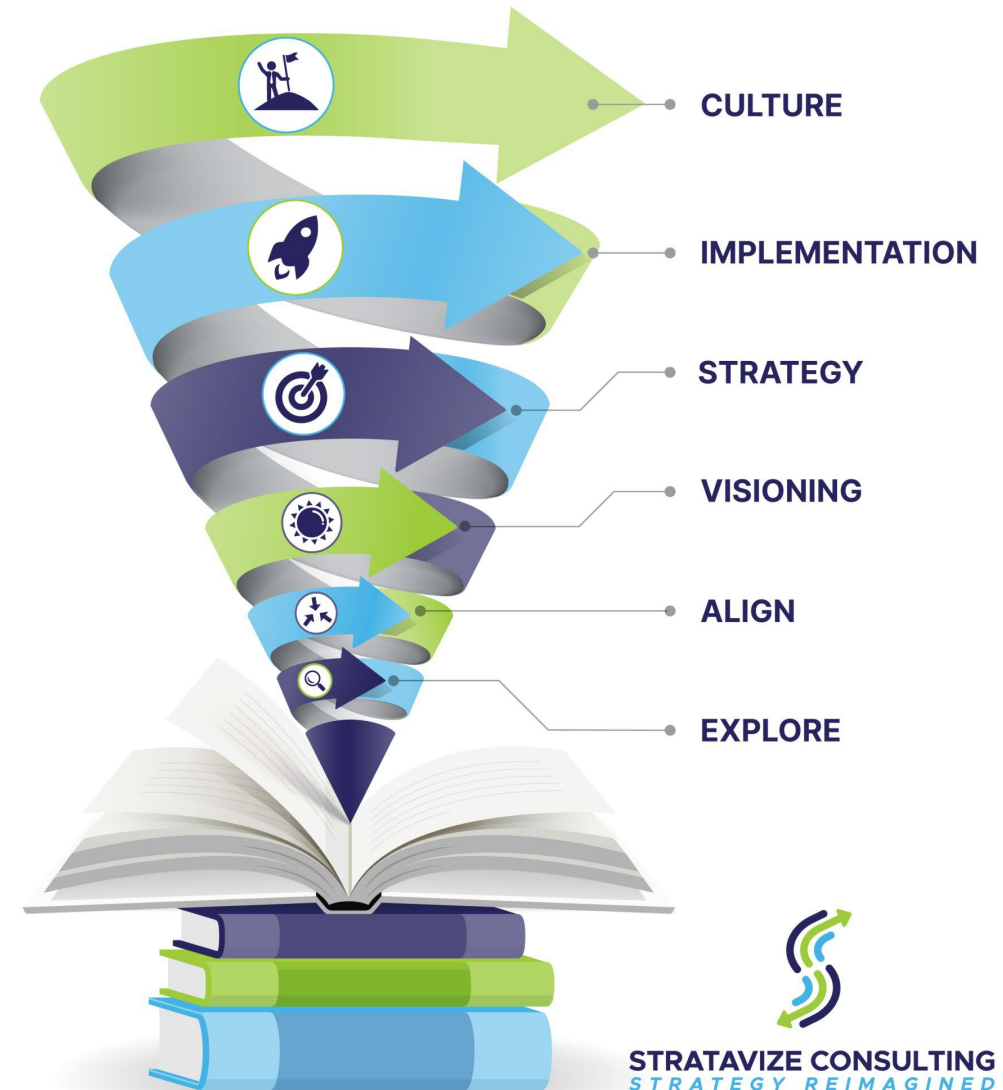 CULTURE
IMPLEMENTATION
STRATEGY
VISIONING
ALIGN
EXPLORE
STRATAVIZE CONSULTING
STRATEGY REIMAGINED